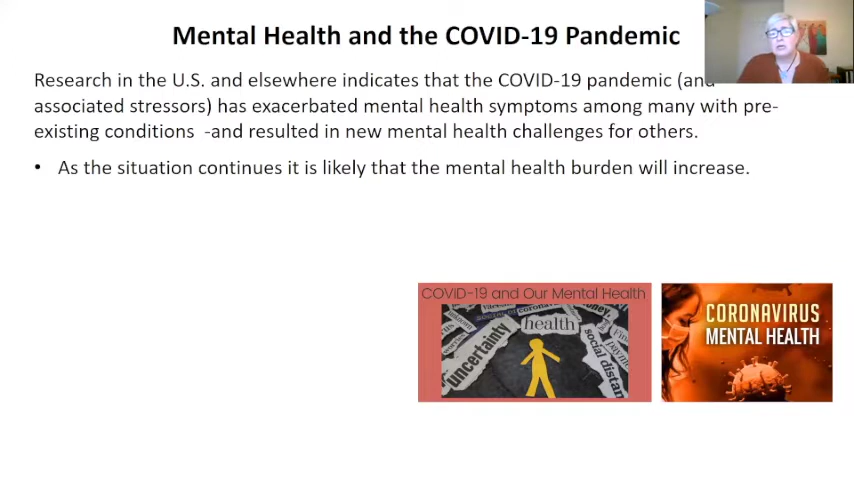 Mental Health and the COVID-19 Pandemic
Research in the U.S. and elsewhere indicates that the COVID-19 pandemic (and
associated stressors) has exacerbated mental health symptoms among many with pre-
existing conditions -and resulted in new mental health challenges for others.
• As the situation continues it is likely that the mental health burden will increase.
COVID-19 and Our Mental Health
health
uncertainty
social distan
CORONAVIRUS
MENTAL HEALTH